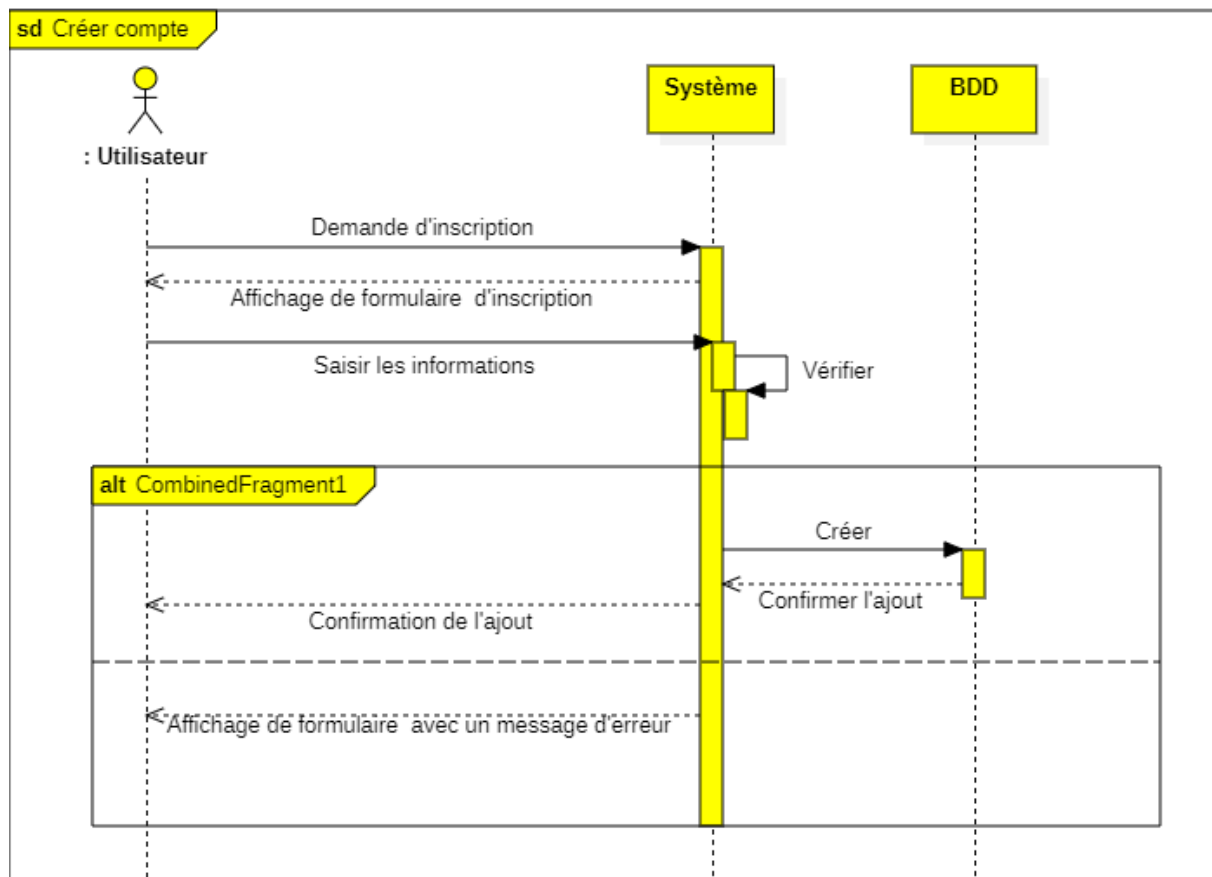 sd Créer compte
: Utilisateur
Système
BDD
Demande d'inscription
Affichage de formulaire  d'inscription
Saisir les informations
Vérifier
alt CombinedFragment1
Créer
Confirmer l'ajout
Confirmation de l'ajout
Affichage de formulaire  avec un message d'erreur